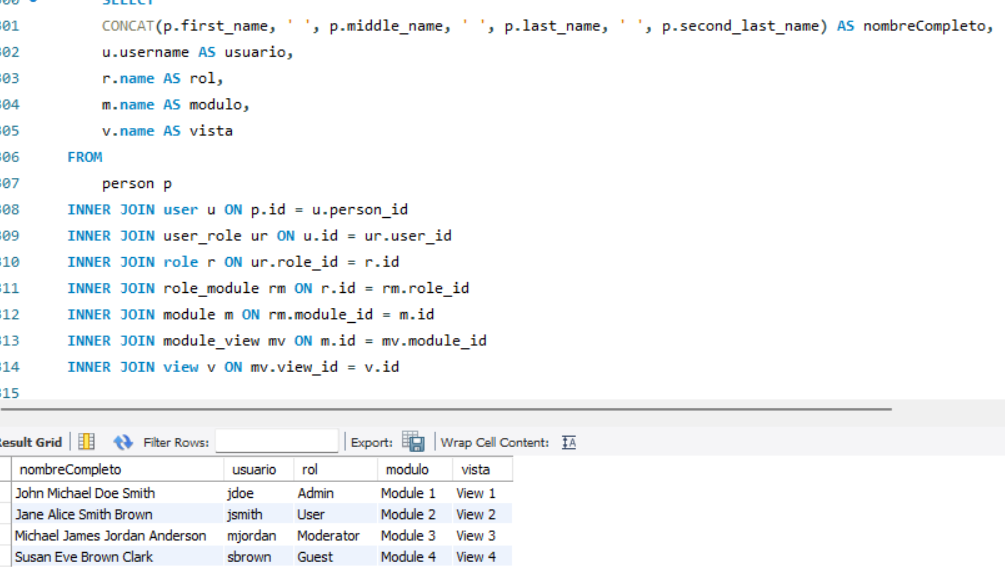 300 SELECT
301 CONCAT(p.first_name, ' ', p.middle_name, ' ', p.last_name, ' ', p.second_last_name) AS nombreCompleto,
302 u.username AS usuario,
303 r.name AS rol,
304 m.name AS modulo,
305 v.name AS vista
306 FROM
307 person p
308 INNER JOIN user u ON p.id = u.person_id
309 INNER JOIN user_role ur ON u.id = ur.user_id
310 INNER JOIN role r ON ur.role_id = r.id
311 INNER JOIN role_module rm ON r.id = rm.role_id
312 INNER JOIN module m ON rm.module_id = m.id
313 INNER JOIN module_view mv ON m.id = mv.module_id
314 INNER JOIN view v ON mv.view_id = v.id
315
Result Grid Filter Rows: Export: Wrap Cell Content: IA
nombreCompleto usuario rol modulo vista
John Michael Doe Smith jdoe Admin Module 1 View 1
Jane Alice Smith Brown jsmith User Module 2 View 2
Michael James Jordan Anderson mjordan Moderator Module 3 View 3
Susan Eve Brown Clark sbrown Guest Module 4 View 4